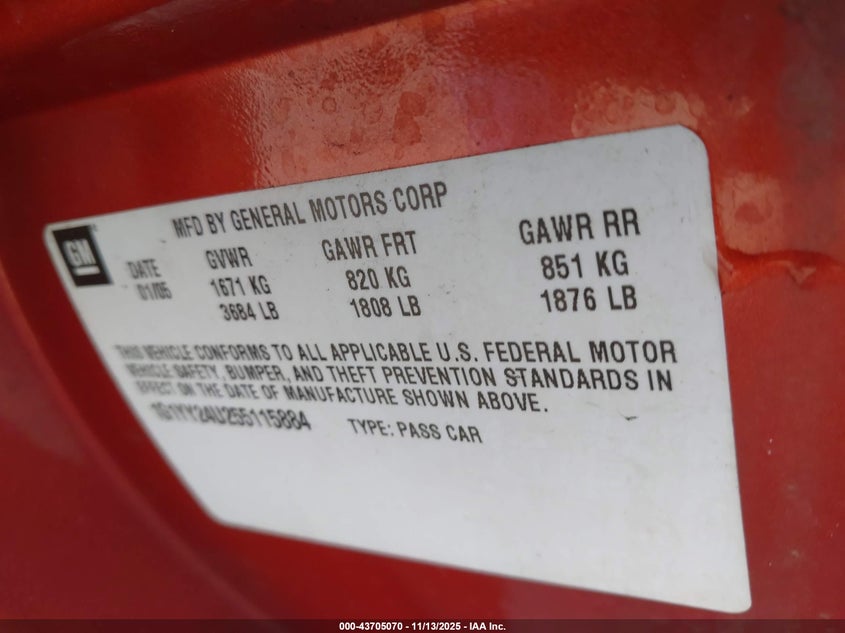 GM
MFD BY GENERAL MOTORS CORP
DATE GVWR GAWR FRT GAWR RR
01/05 1671 KG 820 KG 851 KG
3684 LB 1808 LB 1876 LB
THIS VEHICLE CONFORMS TO ALL APPLICABLE U.S. FEDERAL MOTOR
VEHICLE SAFETY, BUMPER, AND THEFT PREVENTION STANDARDS IN
EFFECT ON THE DATE OF MANUFACTURE SHOWN ABOVE.
1G1YY24U255115884 TYPE: PASS CAR
000-43705070 - 11/13/2025 - IAA Inc.